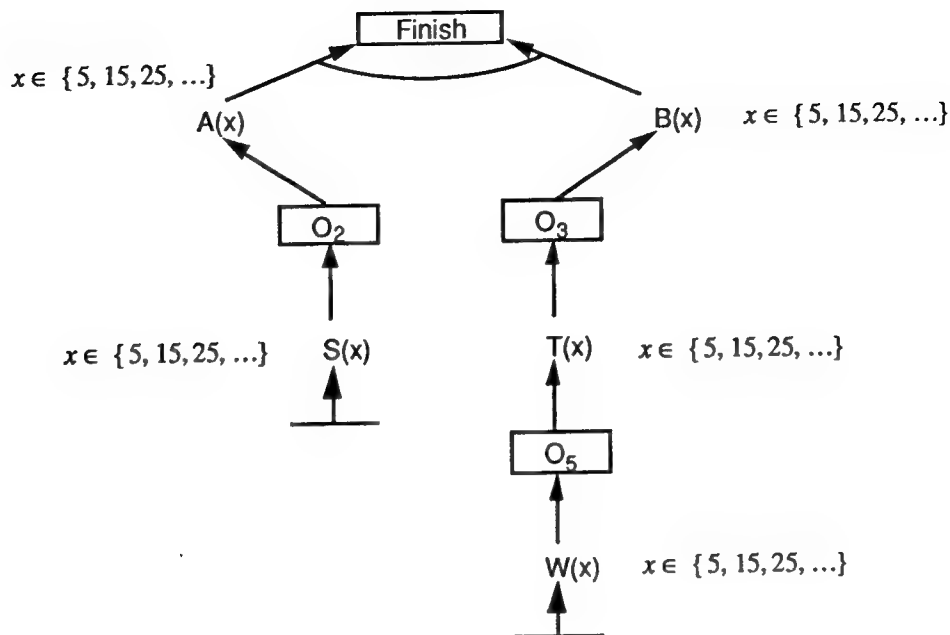 Finish
x ∈ {5, 15, 25, ...}
A(x)
B(x)
x ∈ {5, 15, 25, ...}
O₂
O₃
x ∈ {5, 15, 25, ...}
S(x)
T(x)
x ∈ {5, 15, 25, ...}
O₅
W(x)
x ∈ {5, 15, 25, ...}